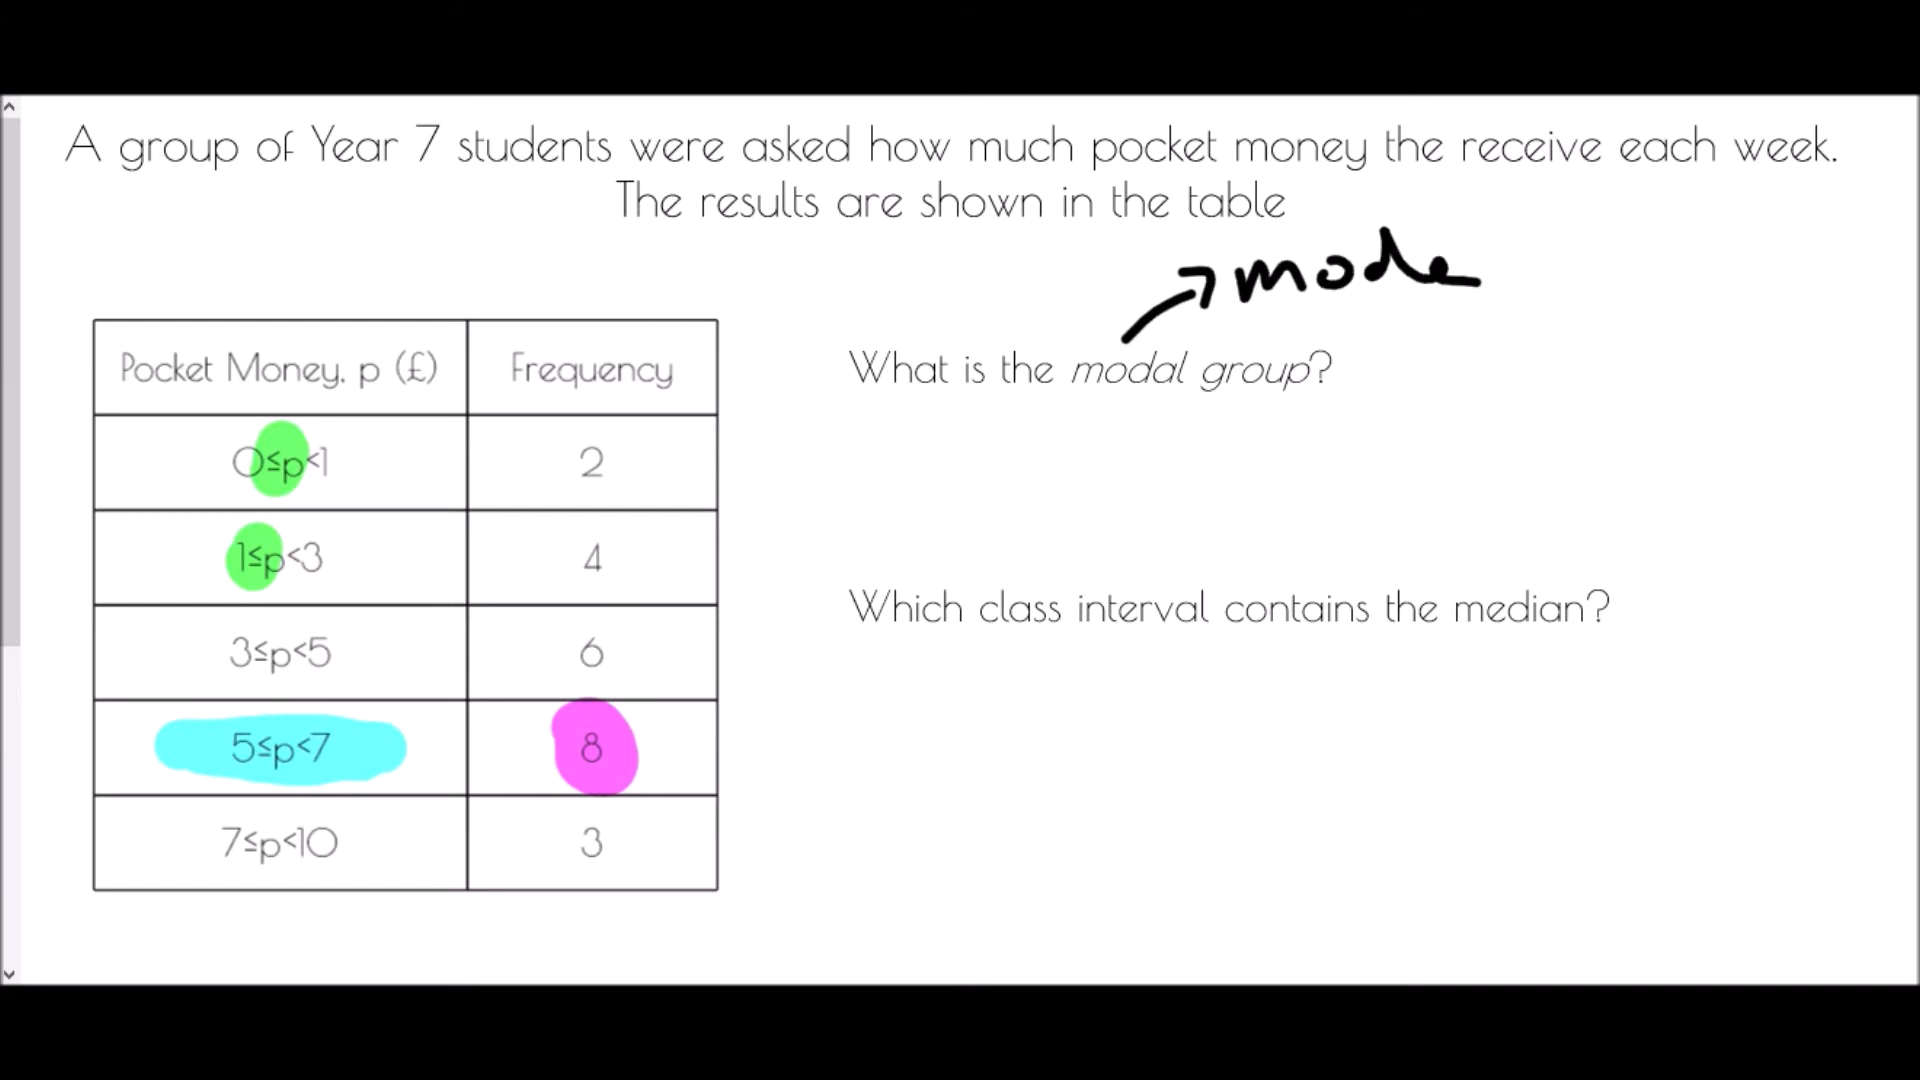 A group of Year 7 students were asked how much pocket money the receive each week.
The results are shown in the table
mode
What is the modal group?
Pocket Money, p (£) Frequency
0≤p<1 2
1≤p<3 4
3≤p<5 6
5≤p<7 8
7≤p<10 3
Which class interval contains the median?